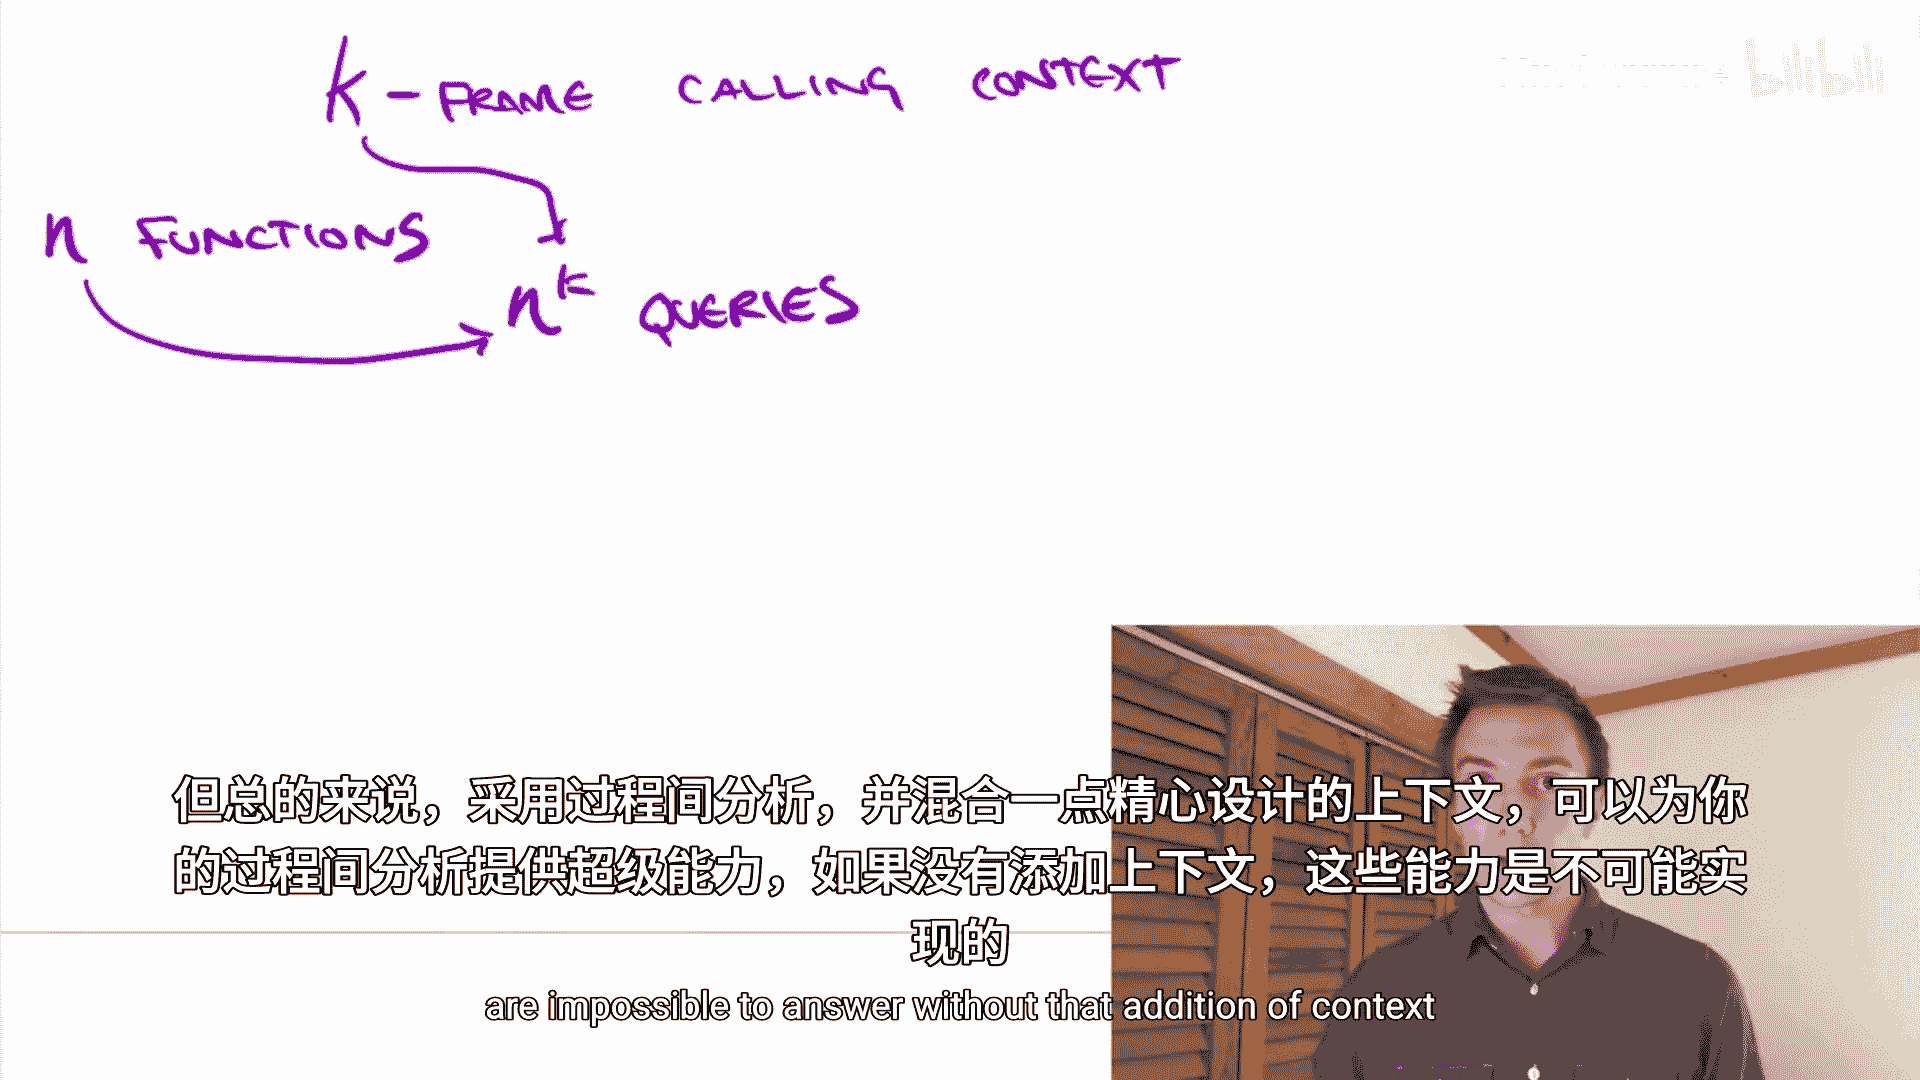 k - FRAME CALLING CONTEXT
n FUNCTIONS
n^k QUERIES
bilibili
但总的来说，采用过程间分析，并混合一点精心设计的上下文，可以为你
的过程间分析提供超级能力，如果没有添加上下文，这些能力是不可能实
现的
are impossible to answer without that addition of context